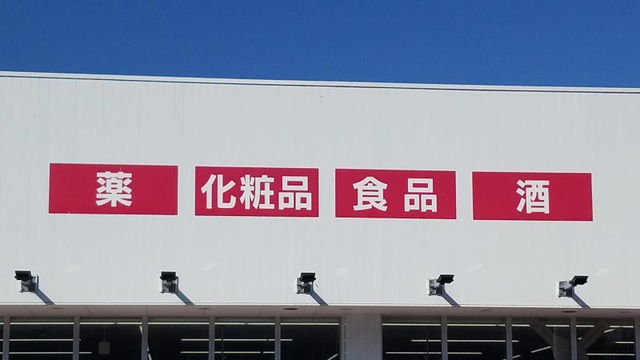 薬 化粧品 食品 酒